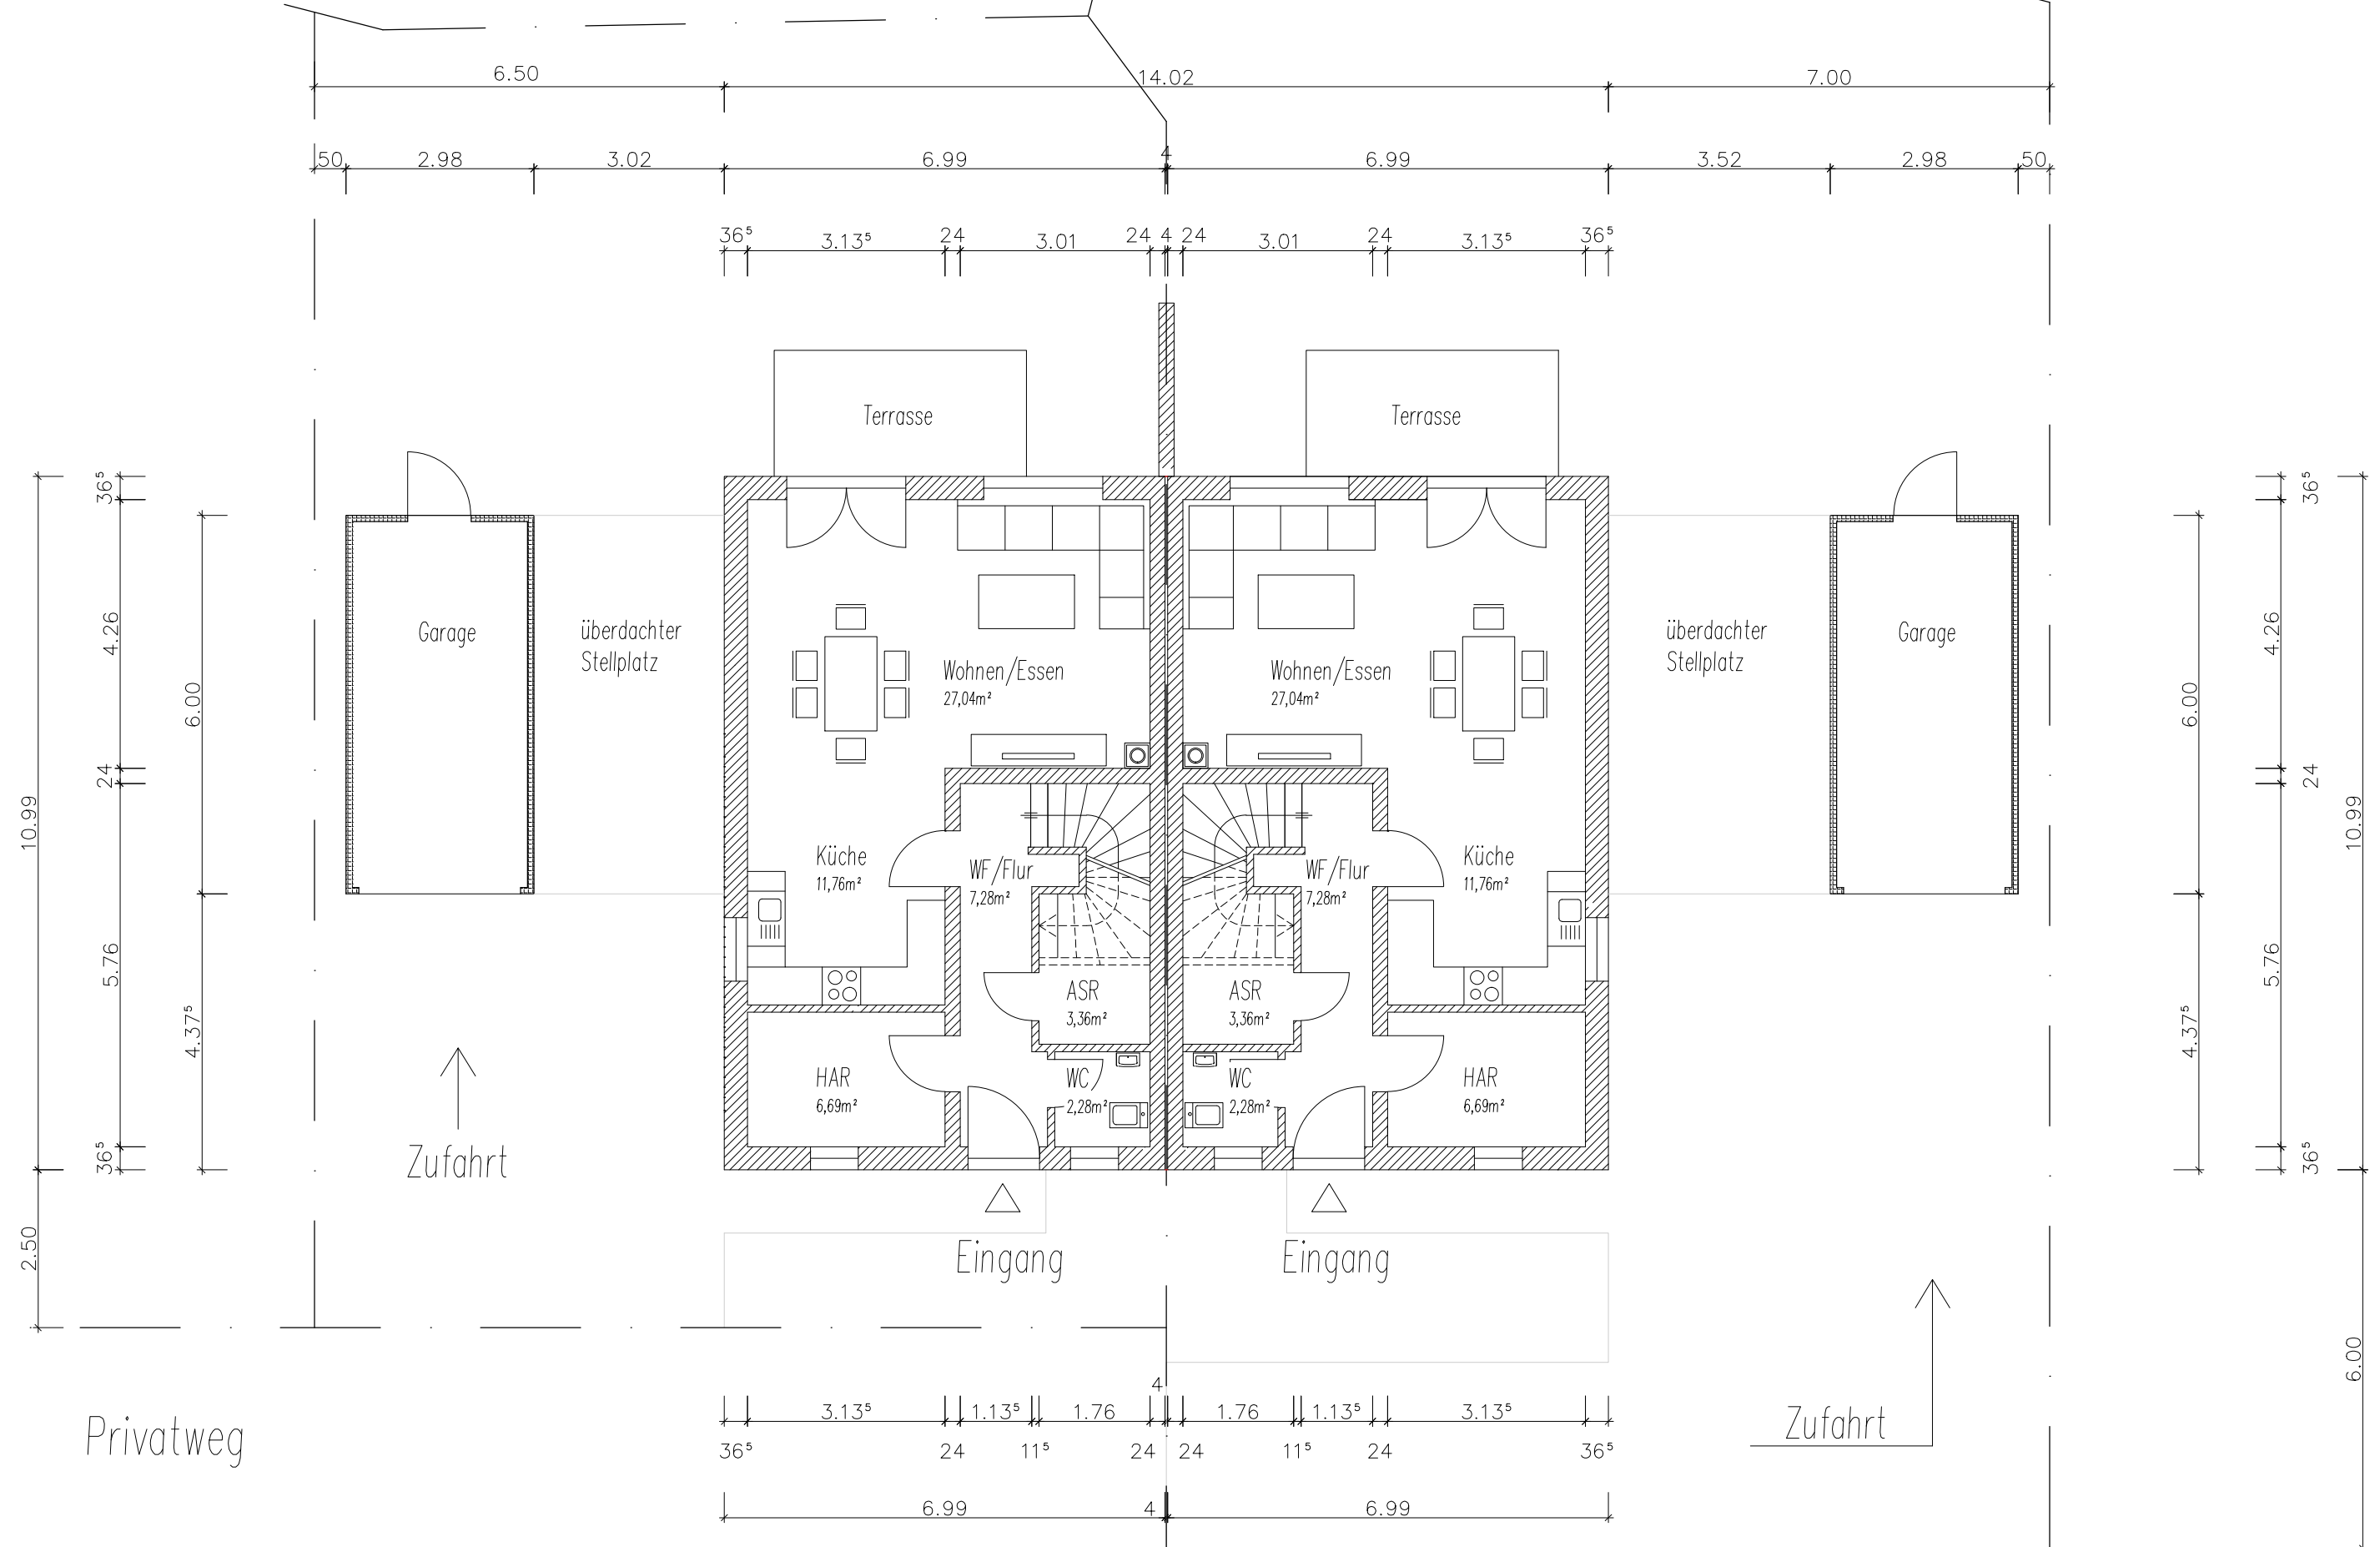 6.50 14.02 7.00
50 2.98 3.02 6.99 4 6.99 3.52 2.98 50
36⁵ 3.13⁵ 24 3.01 24 4 24 3.01 24 3.13⁵ 36⁵
Terrasse Terrasse
36⁵ 36⁵
4.26 4.26
Garage überdachter überdachter Garage
Stellplatz Stellplatz
Wohnen/Essen Wohnen/Essen
27,04m² 27,04m²
6.00 6.00
24 24
10.99 10.99
Küche WF/Flur WF/Flur Küche
11,76m² 7,28m² 7,28m² 11,76m²
5.76 5.76
ASR ASR
3,36m² 3,36m²
4.37⁵ 4.37⁵
HAR WC WC HAR
6,69m² 2,28m² 2,28m² 6,69m²
Zufahrt
36⁵ 36⁵
2.50
Eingang Eingang
6.00
4
3.13⁵ 1.13⁵ 1.76 1.76 1.13⁵ 3.13⁵
Privatweg Zufahrt
36⁵ 24 11⁵ 24 24 11⁵ 24 36⁵
6.99 4 6.99